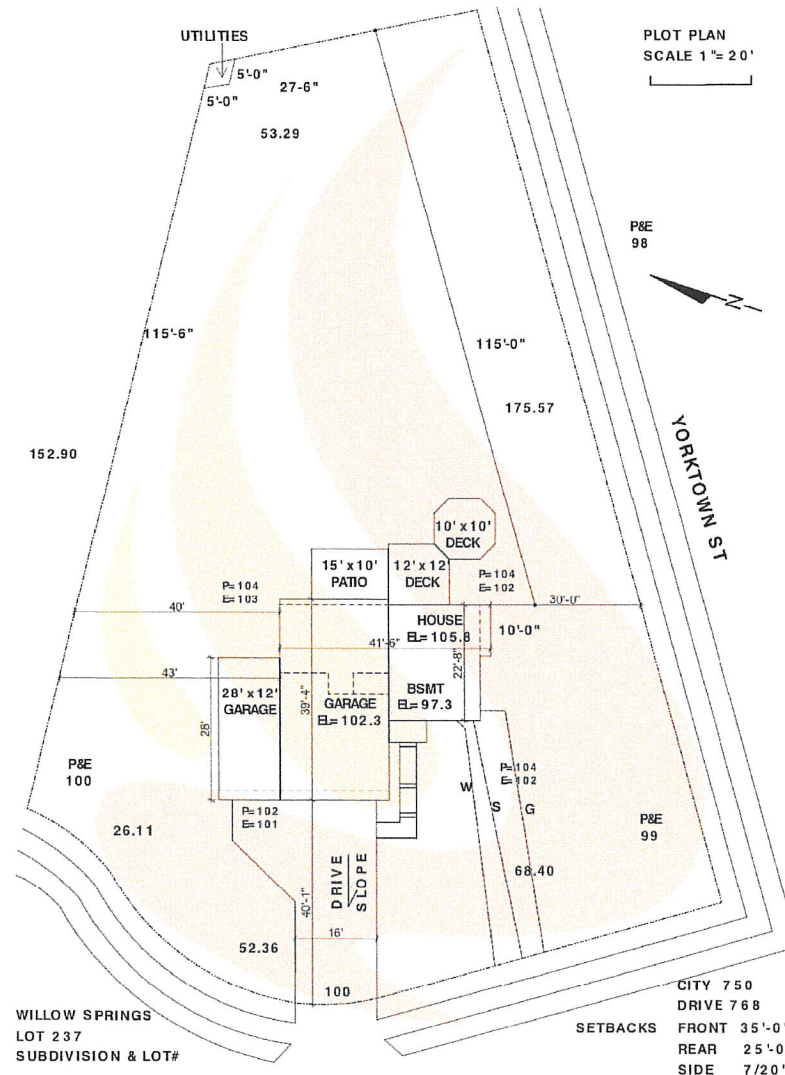 UTILITIES
PLOT PLAN
SCALE 1"= 20'
5'-0"
5'-0"
27-6"
53.29
P&E
98
N
115'-6"
115'-0"
175.57
152.90
YORKTOWN ST
10' x 10'
DECK
15' x 10'
PATIO
12' x 12
DECK
P= 104
E= 103
P= 104
E= 102
40'
30'-0"
HOUSE
EL= 105.8
10'-0"
41'-6"
22'-8"
43'
28' x 12'
GARAGE
39'-4"
GARAGE
EL= 102.3
BSMT
EL= 97.3
28'
P&E
100
P= 104
E= 102
W
S
G
P= 102
E= 101
P&E
99
26.11
DRIVE
SLOPE
68.40
40'-1"
16'
52.36
100
WILLOW SPRINGS
LOT 237
SUBDIVISION & LOT#
CITY 750
DRIVE 768
SETBACKS FRONT 35'-0'
REAR 25'-0
SIDE 7/20'